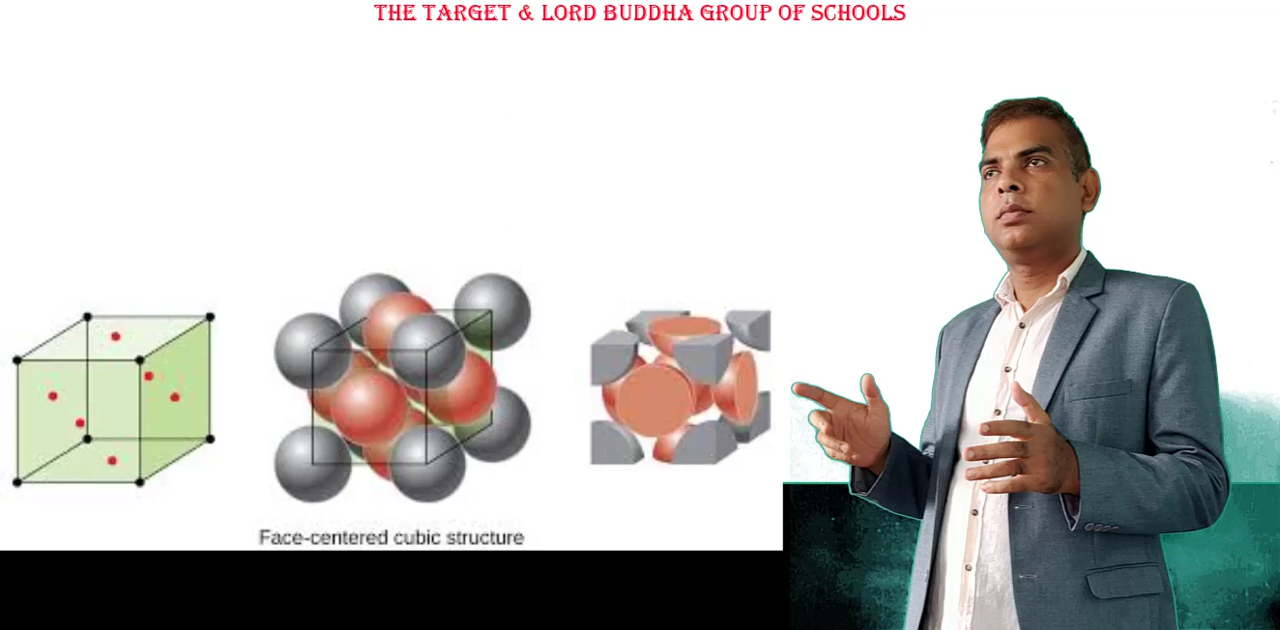 THE TARGET & LORD BUDDHA GROUP OF SCHOOLS
Face-centered cubic structure